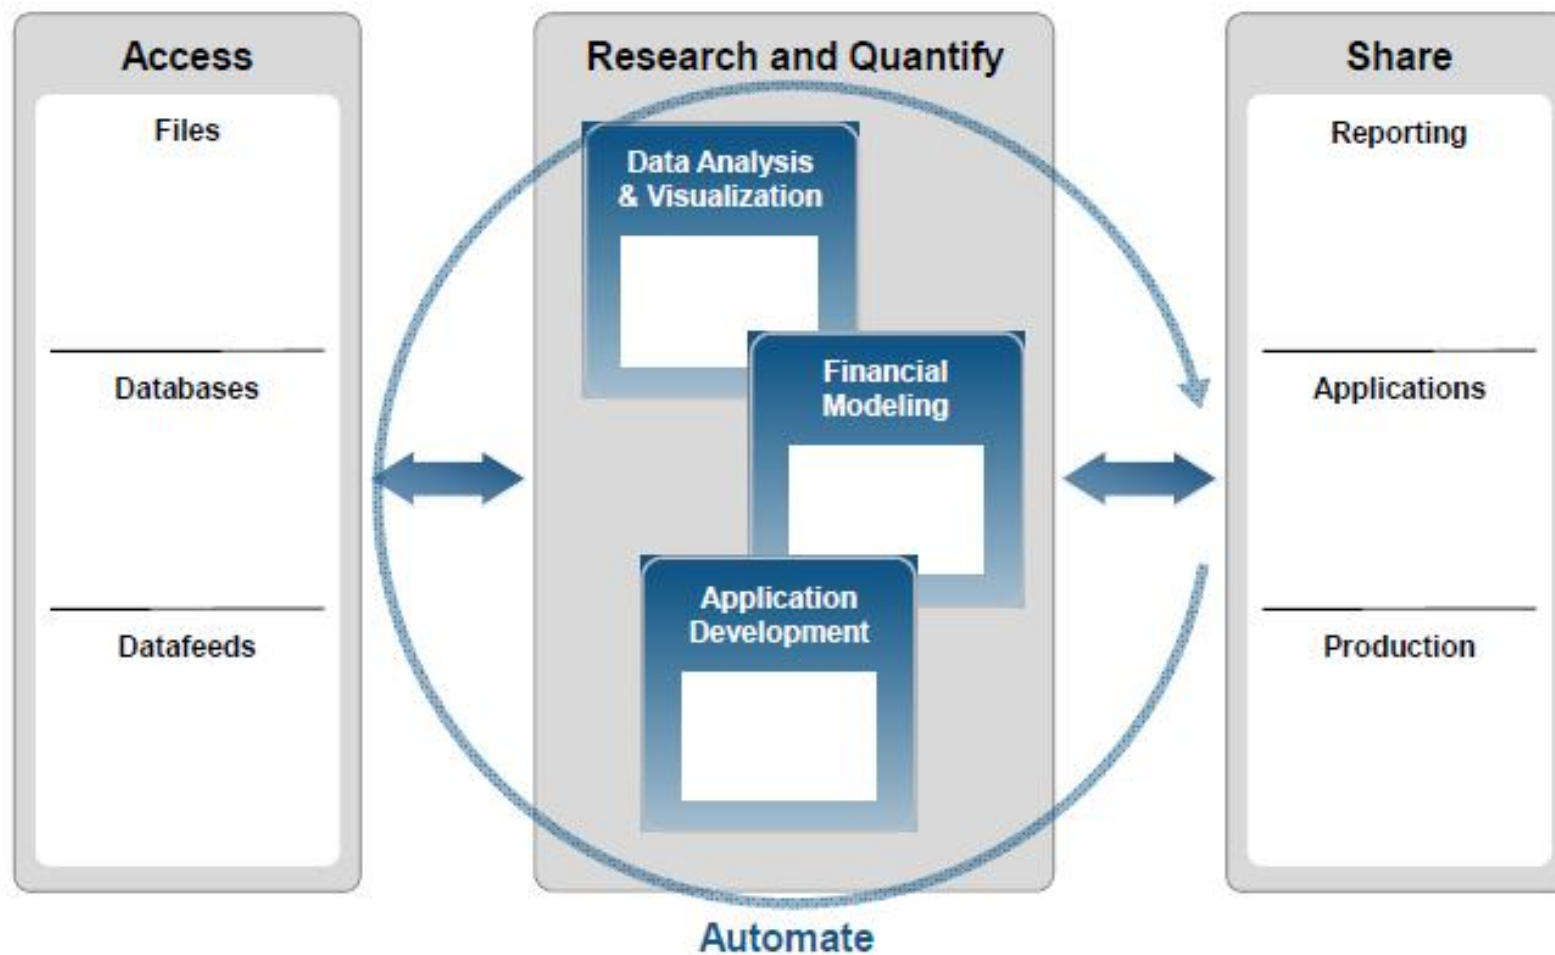 Access
Files
Databases
Datafeeds
Research and Quantify
Data Analysis
& Visualization
Financial
Modeling
Application
Development
Share
Reporting
Applications
Production
Automate